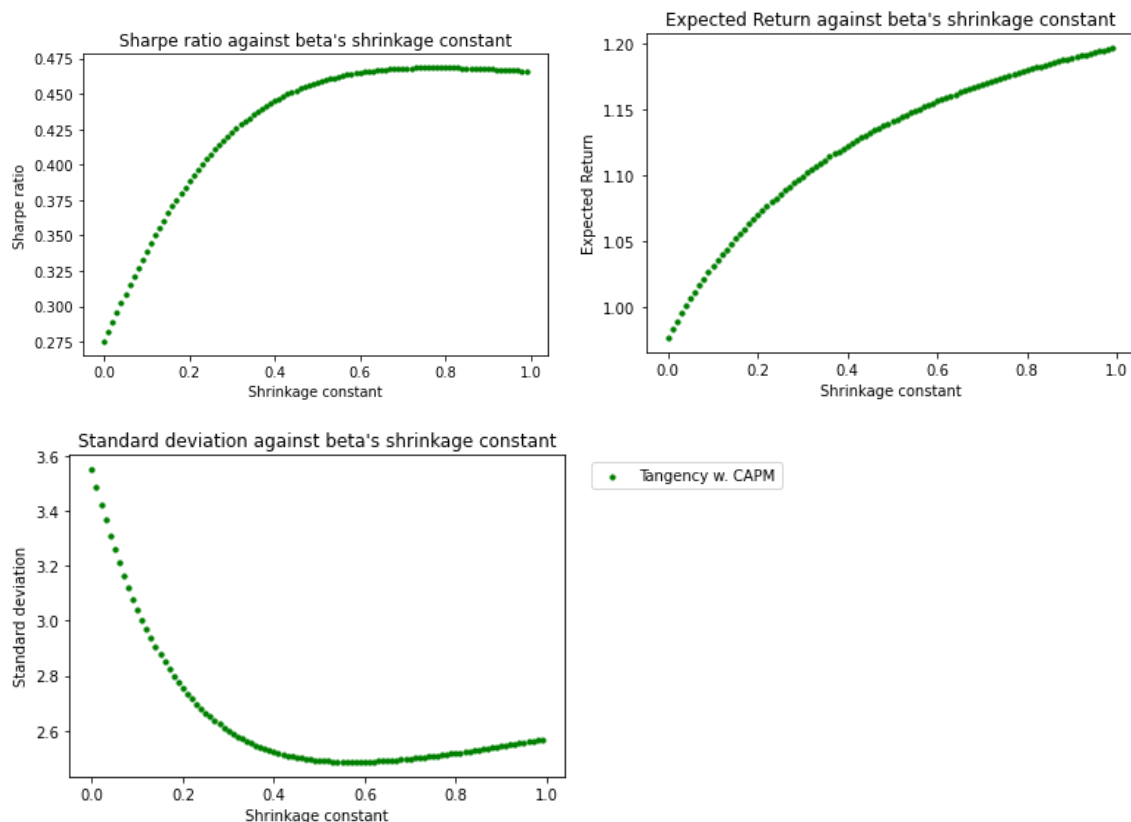 Sharpe ratio against beta's shrinkage constant
Sharpe ratio
0.475
0.450
0.425
0.400
0.375
0.350
0.325
0.300
0.275
0.0 0.2 0.4 0.6 0.8 1.0
Shrinkage constant
Expected Return against beta's shrinkage constant
Expected Return
1.20
1.15
1.10
1.05
1.00
0.0 0.2 0.4 0.6 0.8 1.0
Shrinkage constant
Standard deviation against beta's shrinkage constant
Standard deviation
3.6
3.4
3.2
3.0
2.8
2.6
0.0 0.2 0.4 0.6 0.8 1.0
Shrinkage constant
Tangency w. CAPM